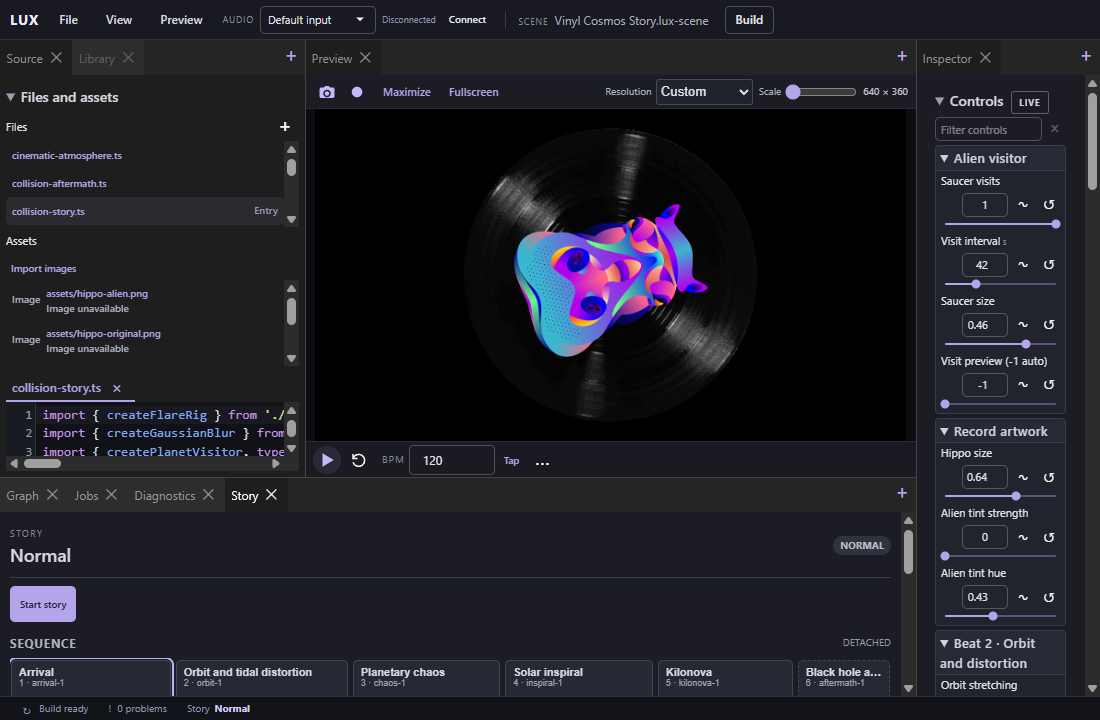 LUX File View Preview AUDIO Default input Disconnected Connect SCENE Vinyl Cosmos Story.lux-scene Build
Source Library +
Files and assets
Files +
cinematic-atmosphere.ts
collision-aftermath.ts
collision-story.ts Entry
Assets
Import images
Image assets/hippo-alien.png
Image unavailable
Image assets/hippo-original.png
Image unavailable
collision-story.ts ×
1 import { createFlareRig } from './
2 import { createGaussianBlur } from
3 import { createPlanetVisitor, type
Preview +
Maximize Fullscreen Resolution Custom Scale 640 × 360
BPM 120 Tap ...
Graph Jobs Diagnostics Story +
STORY
Normal NORMAL
Start story
SEQUENCE DETACHED
Arrival
1 · arrival-1
Orbit and tidal distortion
2 · orbit-1
Planetary chaos
3 · chaos-1
Solar inspiral
4 · inspiral-1
Kilonova
5 · kilonova-1
Black hole a...
6 · aftermath-1
Inspector +
Controls LIVE
Filter controls ×
Alien visitor
Saucer visits
1
Visit interval s
42
Saucer size
0.46
Visit preview (-1 auto)
-1
Record artwork
Hippo size
0.64
Alien tint strength
0
Alien tint hue
0.43
Beat 2 · Orbit
and distortion
Orbit stretching
Build ready ! 0 problems Story Normal